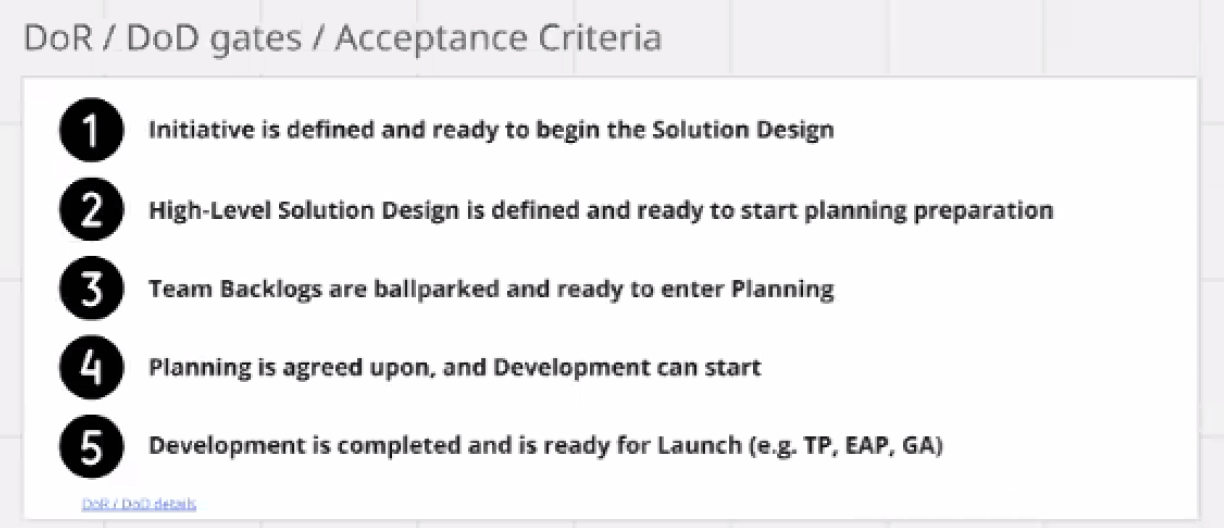 DoR / DoD gates / Acceptance Criteria
1 Initiative is defined and ready to begin the Solution Design
2 High-Level Solution Design is defined and ready to start planning preparation
3 Team Backlogs are ballparked and ready to enter Planning
4 Planning is agreed upon, and Development can start
5 Development is completed and is ready for Launch (e.g. TP, EAP, GA)
DoR / DoD details